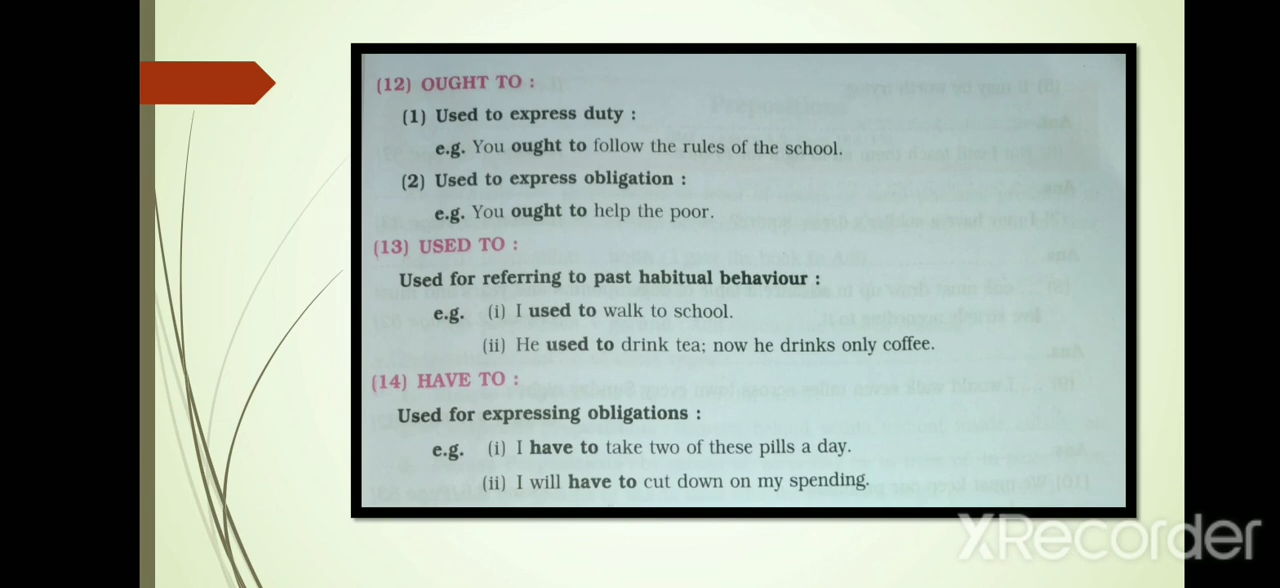 (12) OUGHT TO :
(1) Used to express duty :
e.g. You ought to follow the rules of the school.
(2) Used to express obligation :
e.g. You ought to help the poor.
(13) USED TO :
Used for referring to past habitual behaviour :
e.g. (i) I used to walk to school.
(ii) He used to drink tea; now he drinks only coffee.
(14) HAVE TO :
Used for expressing obligations :
e.g. (i) I have to take two of these pills a day.
(ii) I will have to cut down on my spending.
XRecorder